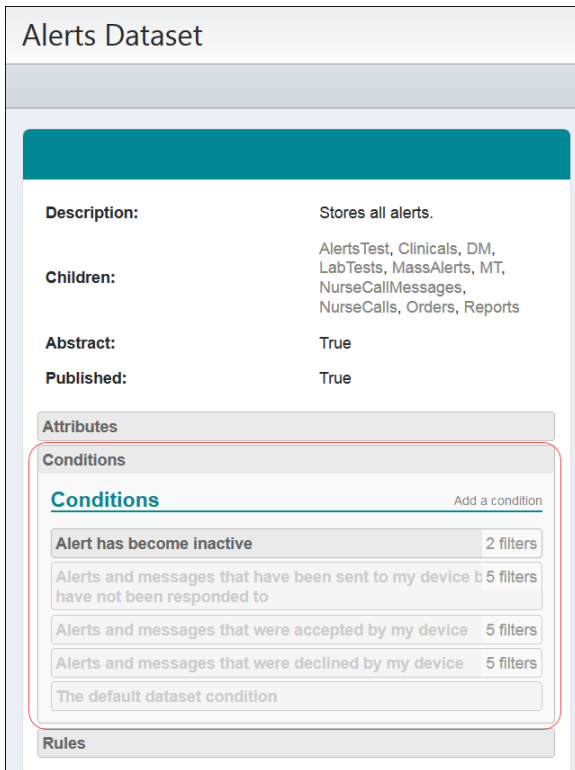 Alerts Dataset
Description: Stores all alerts.
Children: AlertsTest, Clinicals, DM,
LabTests, MassAlerts, MT,
NurseCallMessages,
NurseCalls, Orders, Reports
Abstract: True
Published: True
Attributes
Conditions
Conditions Add a condition
Alert has become inactive 2 filters
Alerts and messages that have been sent to my device b 5 filters
have not been responded to
Alerts and messages that were accepted by my device 5 filters
Alerts and messages that were declined by my device 5 filters
The default dataset condition
Rules